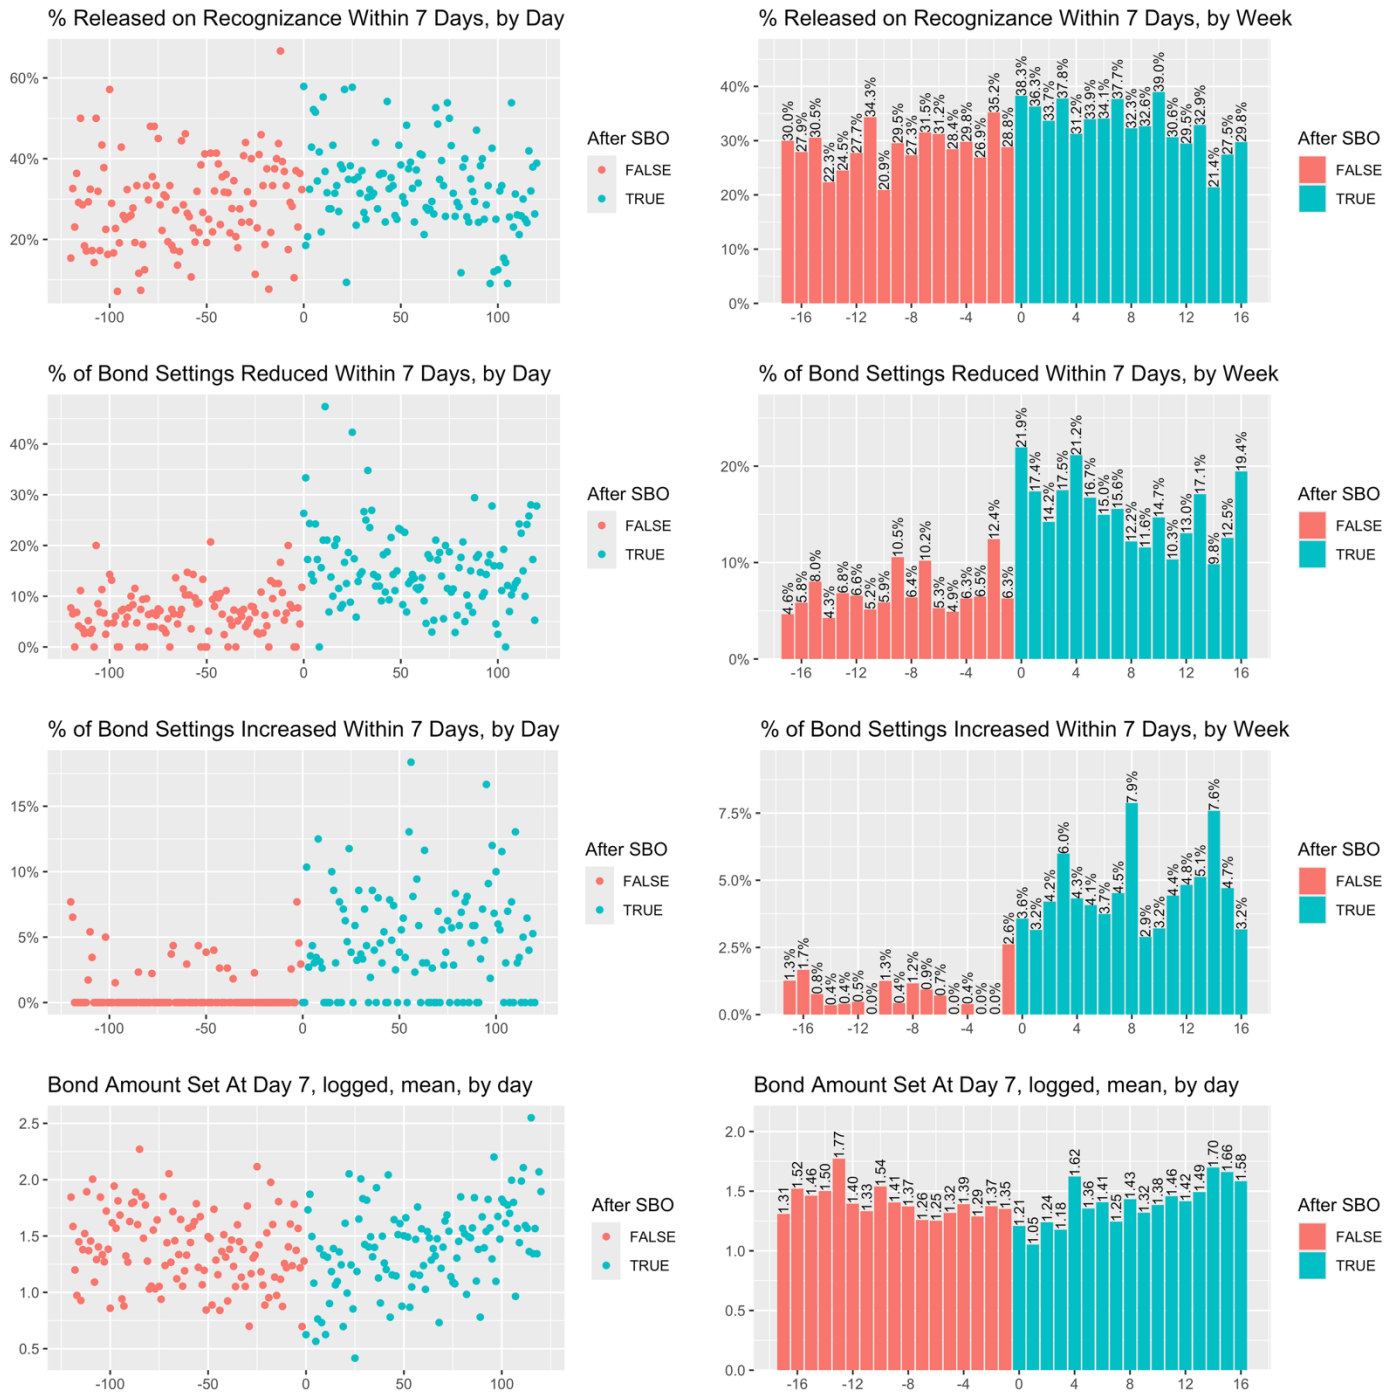 % Released on Recognizance Within 7 Days, by Day
60%
40%
20%
-100 -50 0 50 100
After SBO
FALSE
TRUE
% Released on Recognizance Within 7 Days, by Week
40%
30%
20%
10%
0%
30.0% 27.9% 30.5% 22.3% 24.5% 27.7% 34.3% 20.9% 29.5% 27.3% 31.5% 31.2% 28.4% 29.8% 26.9% 35.2% 28.8% 38.3% 36.3% 33.7% 37.8% 31.2% 33.9% 34.1% 37.7% 32.3% 32.6% 39.0% 30.6% 29.5% 32.9% 21.4% 27.5% 29.8%
-16 -12 -8 -4 0 4 8 12 16
After SBO
FALSE
TRUE
% of Bond Settings Reduced Within 7 Days, by Day
40%
30%
20%
10%
0%
-100 -50 0 50 100
After SBO
FALSE
TRUE
% of Bond Settings Reduced Within 7 Days, by Week
20%
10%
0%
4.6% 5.8% 8.0% 4.3% 6.8% 6.6% 5.2% 5.9% 10.5% 6.4% 10.2% 5.3% 4.9% 6.3% 6.5% 12.4% 6.3% 21.9% 17.4% 14.2% 17.5% 21.2% 16.7% 15.0% 15.6% 12.2% 11.6% 14.7% 10.3% 13.0% 17.1% 9.8% 12.5% 19.4%
-16 -12 -8 -4 0 4 8 12 16
After SBO
FALSE
TRUE
% of Bond Settings Increased Within 7 Days, by Day
15%
10%
5%
0%
-100 -50 0 50 100
After SBO
FALSE
TRUE
% of Bond Settings Increased Within 7 Days, by Week
7.5%
5.0%
2.5%
0.0%
1.3% 1.7% 0.8% 0.4% 0.4% 0.5% 0.0% 1.3% 0.4% 1.2% 0.9% 0.7% 0.0% 0.4% 0.0% 0.0% 2.6% 3.6% 3.2% 4.2% 6.0% 4.3% 4.1% 3.7% 4.5% 7.9% 2.9% 3.2% 4.4% 4.8% 5.1% 7.6% 4.7% 3.2%
-16 -12 -8 -4 0 4 8 12 16
After SBO
FALSE
TRUE
Bond Amount Set At Day 7, logged, mean, by day
2.5
2.0
1.5
1.0
0.5
-100 -50 0 50 100
After SBO
FALSE
TRUE
Bond Amount Set At Day 7, logged, mean, by day
2.0
1.5
1.0
0.5
0.0
1.31 1.52 1.46 1.50 1.77 1.40 1.33 1.54 1.41 1.37 1.26 1.25 1.32 1.39 1.29 1.37 1.35 1.21 1.05 1.24 1.18 1.62 1.36 1.41 1.25 1.43 1.32 1.38 1.46 1.42 1.49 1.70 1.66 1.58
-16 -12 -8 -4 0 4 8 12 16
After SBO
FALSE
TRUE